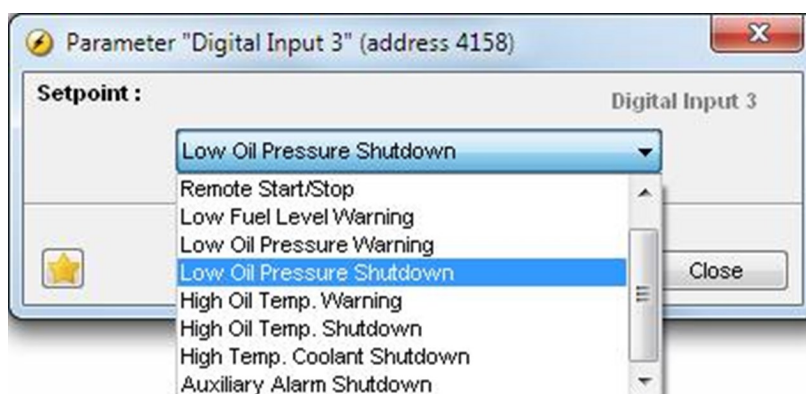 Parameter "Digital Input 3" (address 4158)
Setpoint :
Digital Input 3
Low Oil Pressure Shutdown
Remote Start/Stop
Low Fuel Level Warning
Low Oil Pressure Warning
Low Oil Pressure Shutdown
High Oil Temp. Warning
High Oil Temp. Shutdown
High Temp. Coolant Shutdown
Auxiliary Alarm Shutdown
Close